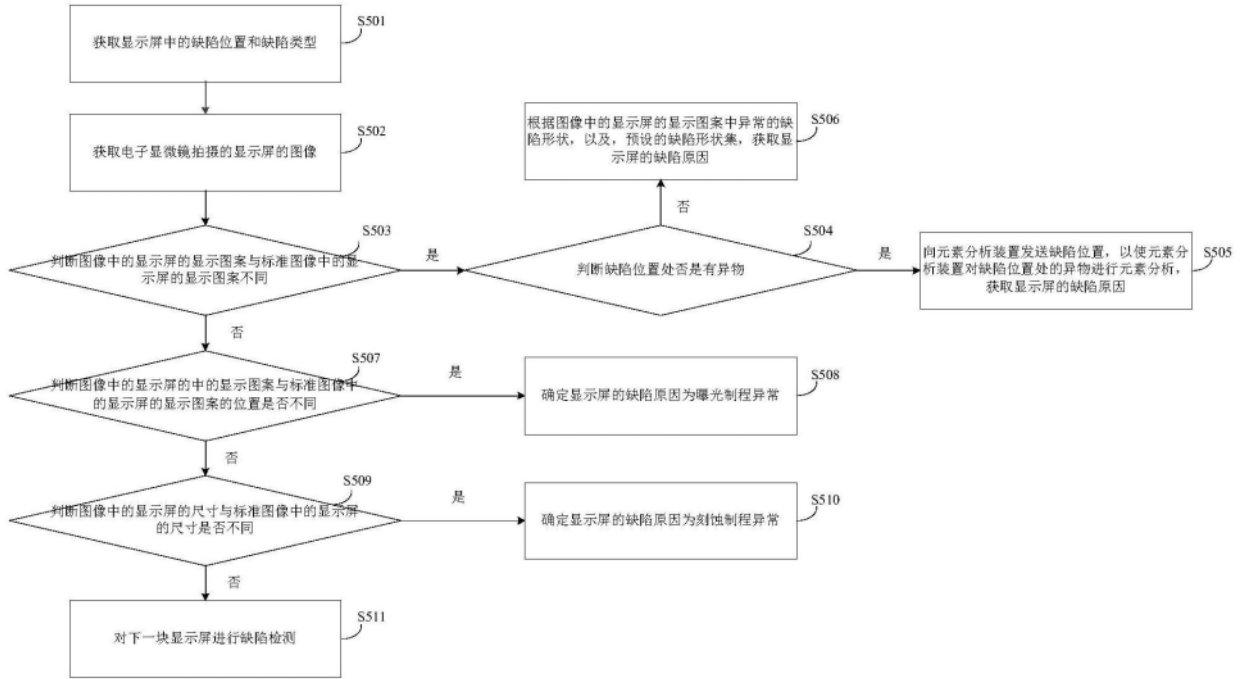 S501
获取显示屏中的缺陷位置和缺陷类型
S502
获取电子显微镜拍摄的显示屏的图像
根据图像中的显示屏的显示图案中异常的缺
陷形状，以及，预设的缺陷形状集，获取显
示屏的缺陷原因
S506
否
S503
判断图像中的显示屏的显示图案与标准图像中的显
示屏的显示图案不同
是
S504
判断缺陷位置处否是有异物
是
向元素分析装置发送缺陷位置，以使元素分
析装置对缺陷位置处的异物进行元素分析，
获取显示屏的缺陷原因
S505
否
S507
判断图像中的显示屏的中的显示图案与标准图像中
的显示屏的显示图案的位置是否不同
是
确定显示屏的缺陷原因为曝光制程异常
S508
否
S509
判断图像中的显示屏的尺寸与标准图像中的显示屏
的尺寸是否不同
是
确定显示屏的缺陷原因为刻蚀制程异常
S510
否
S511
对下一块显示屏进行缺陷检测